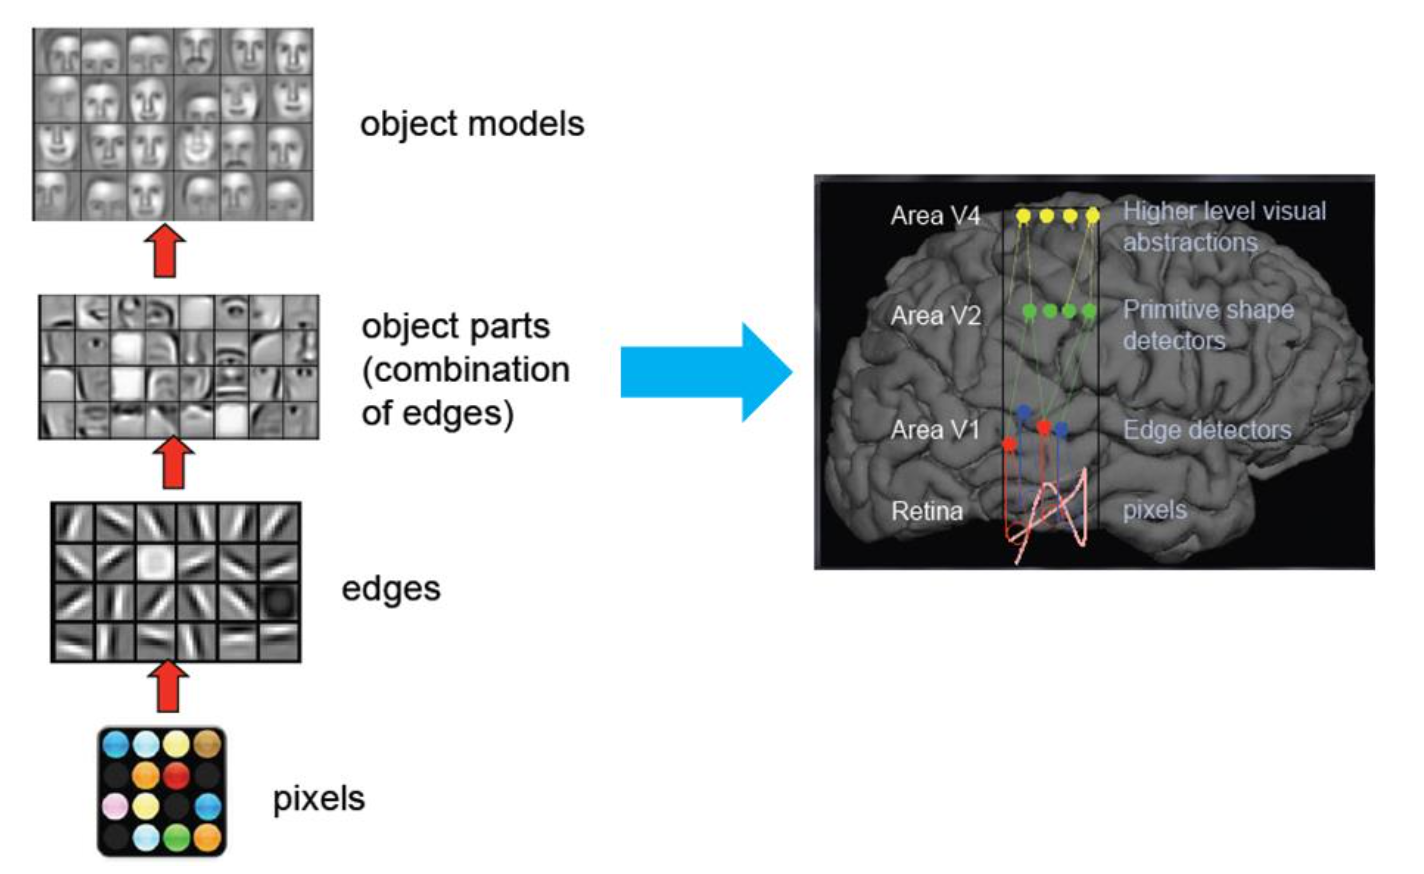 object models
object parts
(combination
of edges)
edges
pixels
Area V4
Higher level visual
abstractions
Area V2
Primitive shape
detectors
Area V1
Edge detectors
Retina
pixels